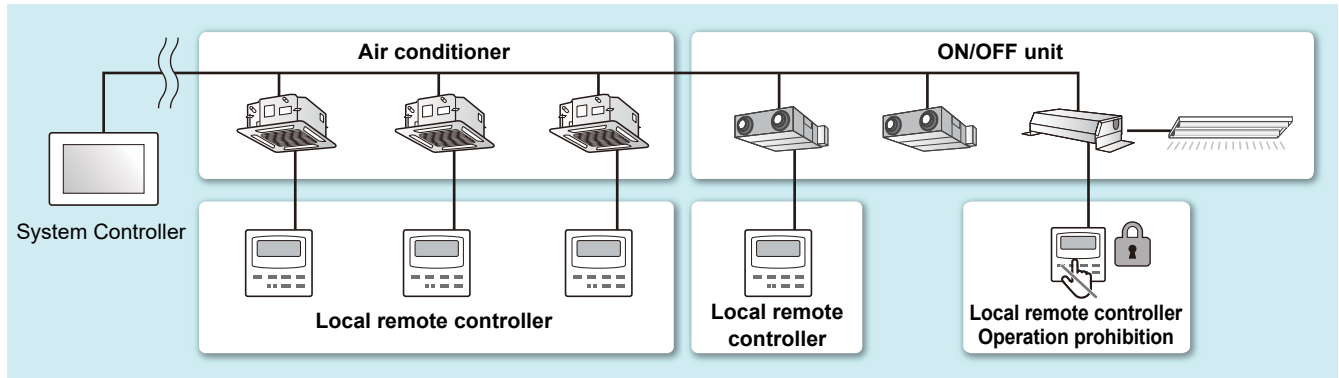 Air conditioner
ON/OFF unit
System Controller
Local remote controller
Local remote
controller
Local remote controller
Operation prohibition